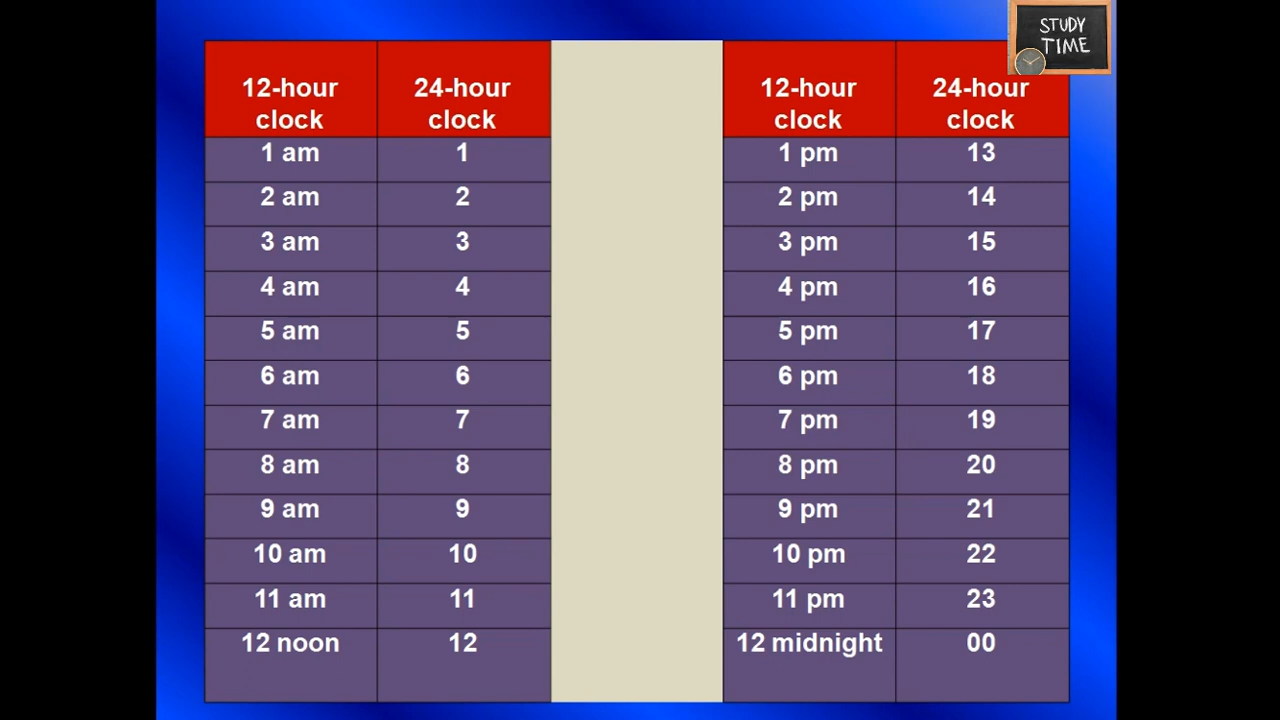 STUDY
TIME
12-hour clock 24-hour clock 12-hour clock 24-hour clock
1 am 1 1 pm 13
2 am 2 2 pm 14
3 am 3 3 pm 15
4 am 4 4 pm 16
5 am 5 5 pm 17
6 am 6 6 pm 18
7 am 7 7 pm 19
8 am 8 8 pm 20
9 am 9 9 pm 21
10 am 10 10 pm 22
11 am 11 11 pm 23
12 noon 12 12 midnight 00